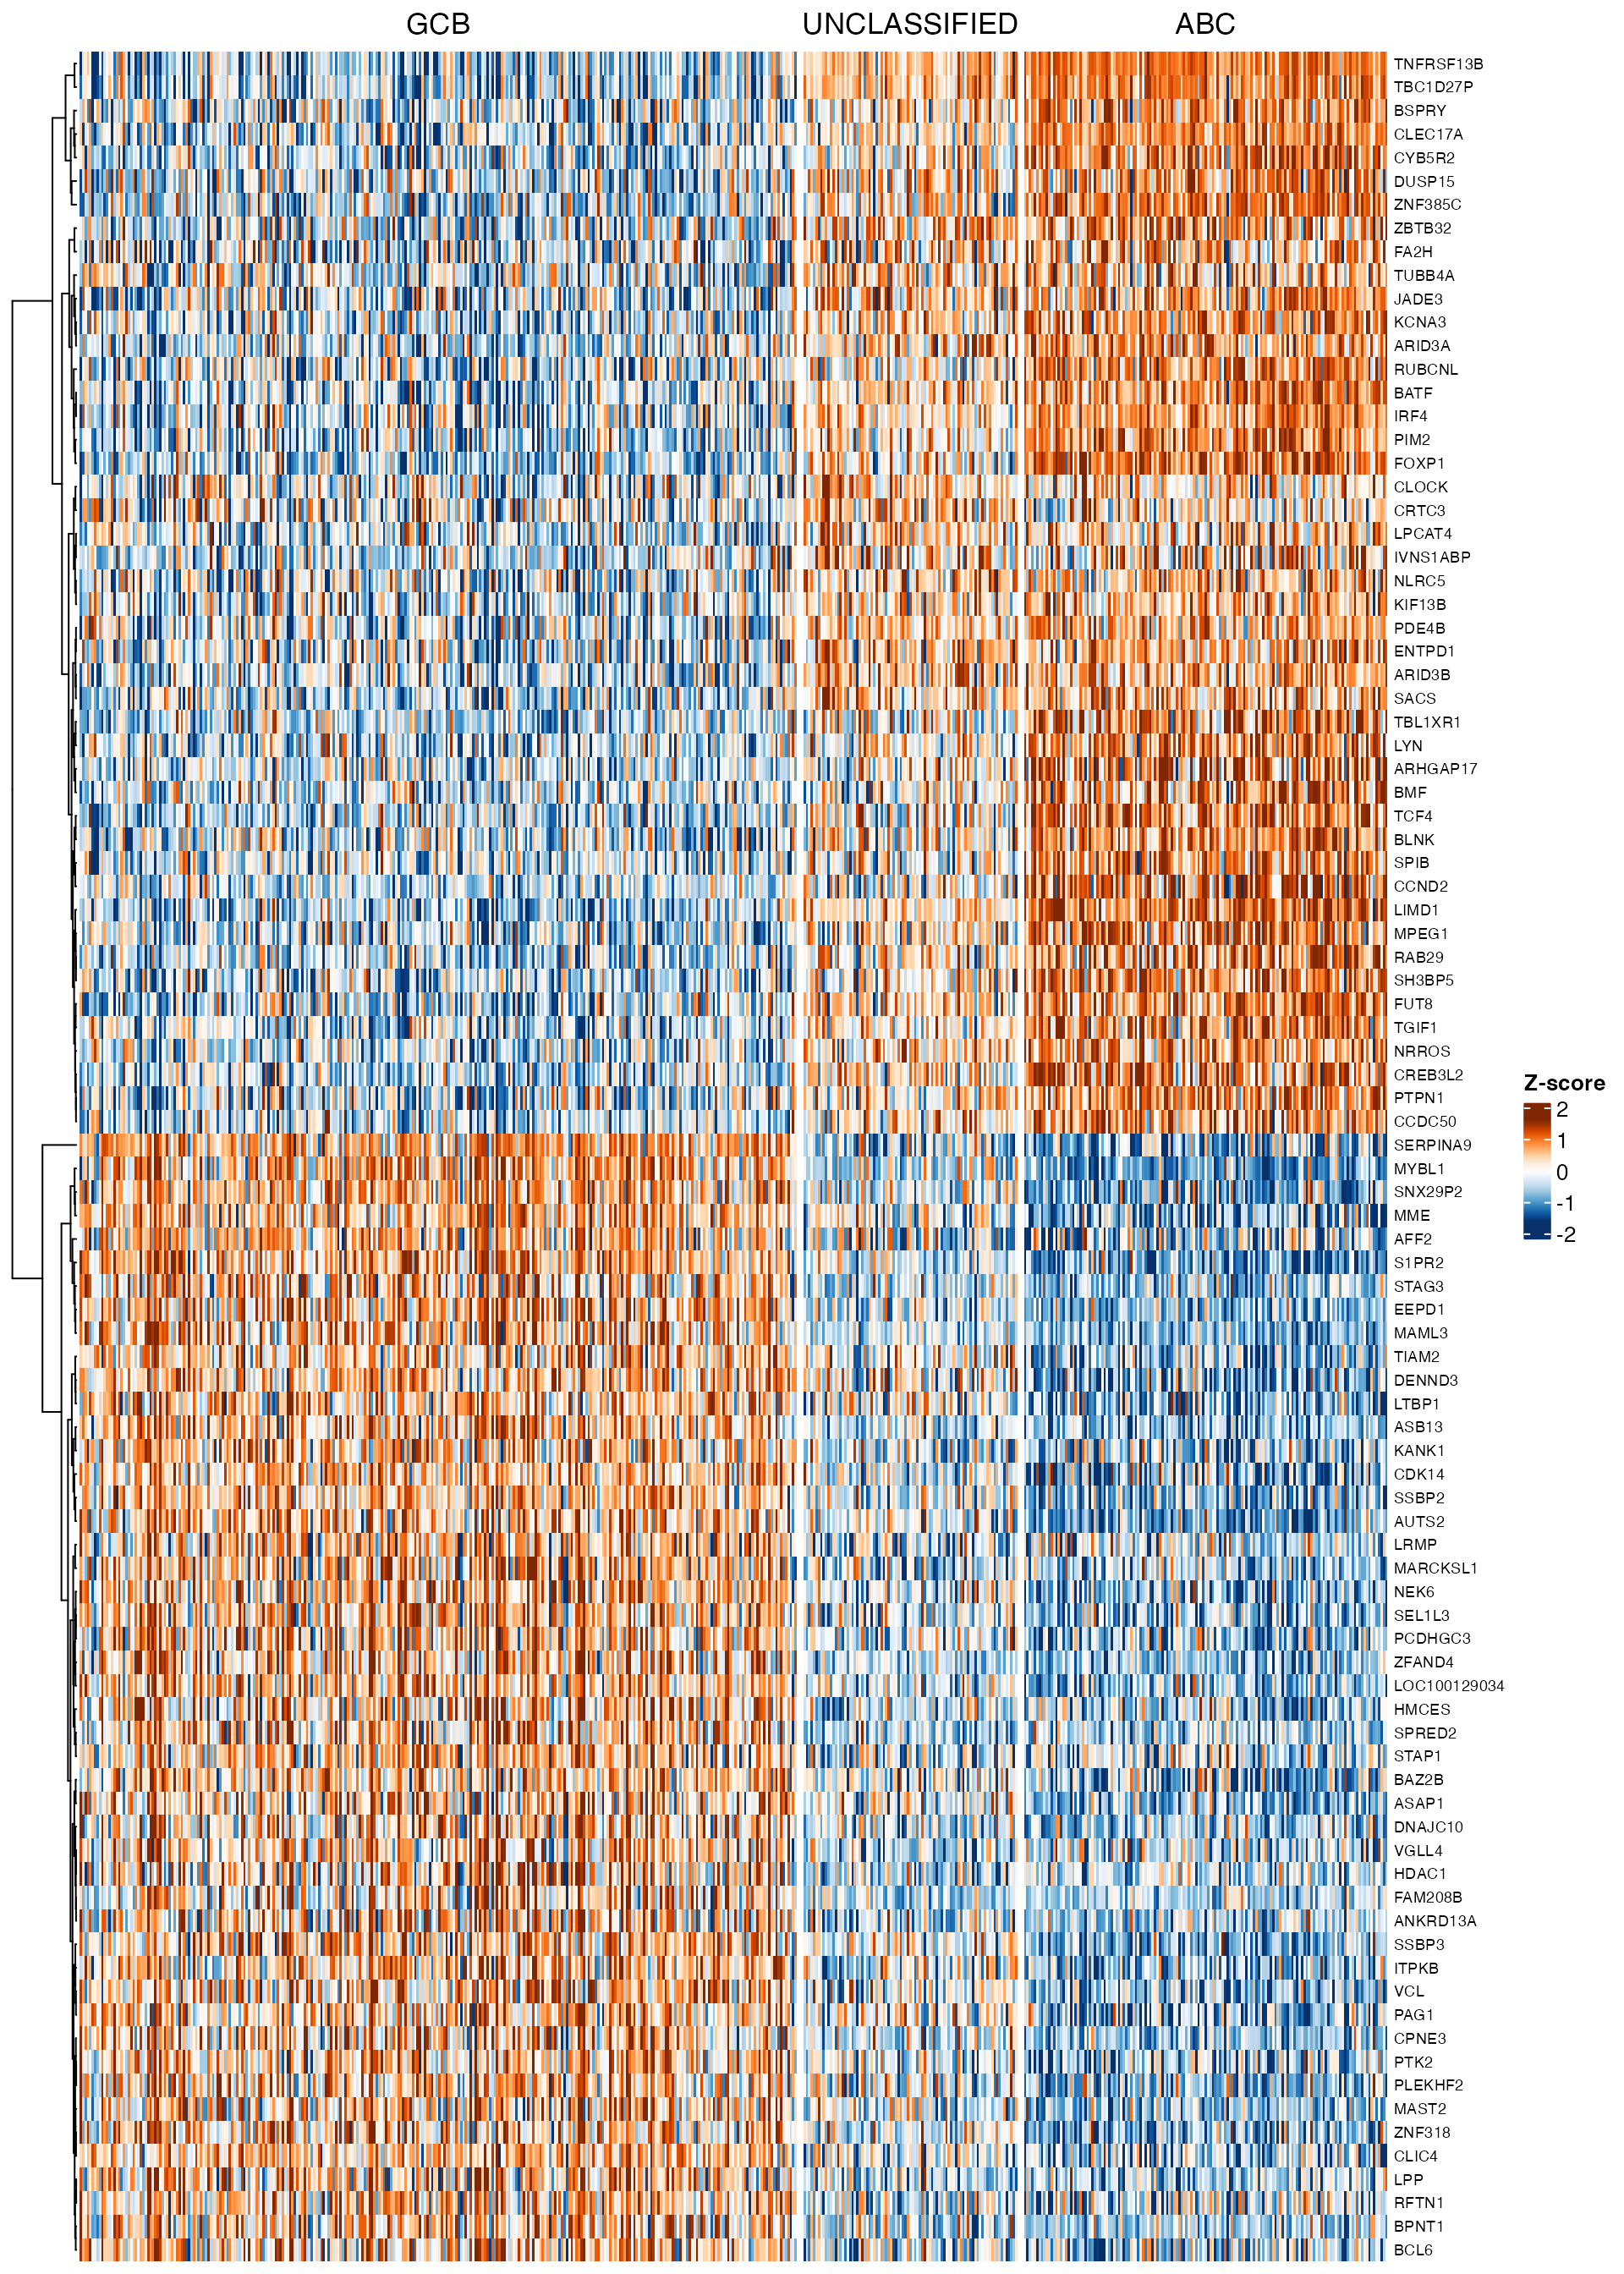 GCB UNCLASSIFIED ABC
TNFRSF13B
TBC1D27P
BSPRY
CLEC17A
CYB5R2
DUSP15
ZNF385C
ZBTB32
FA2H
TUBB4A
JADE3
KCNA3
ARID3A
RUBCNL
BATF
IRF4
PIM2
FOXP1
CLOCK
CRTC3
LPCAT4
IVNS1ABP
NLRC5
KIF13B
PDE4B
ENTPD1
ARID3B
SACS
TBL1XR1
LYN
ARHGAP17
BMF
TCF4
BLNK
SPIB
CCND2
LIMD1
MPEG1
RAB29
SH3BP5
FUT8
TGIF1
NRROS
CREB3L2
PTPN1
CCDC50
SERPINA9
MYBL1
SNX29P2
MME
AFF2
S1PR2
STAG3
EEPD1
MAML3
TIAM2
DENND3
LTBP1
ASB13
KANK1
CDK14
SSBP2
AUTS2
LRMP
MARCKSL1
NEK6
SEL1L3
PCDHGC3
ZFAND4
LOC100129034
HMCES
SPRED2
STAP1
BAZ2B
ASAP1
DNAJC10
VGLL4
HDAC1
FAM208B
ANKRD13A
SSBP3
ITPKB
VCL
PAG1
CPNE3
PTK2
PLEKHF2
MAST2
ZNF318
CLIC4
LPP
RFTN1
BPNT1
BCL6
Z-score
2
1
0
-1
-2